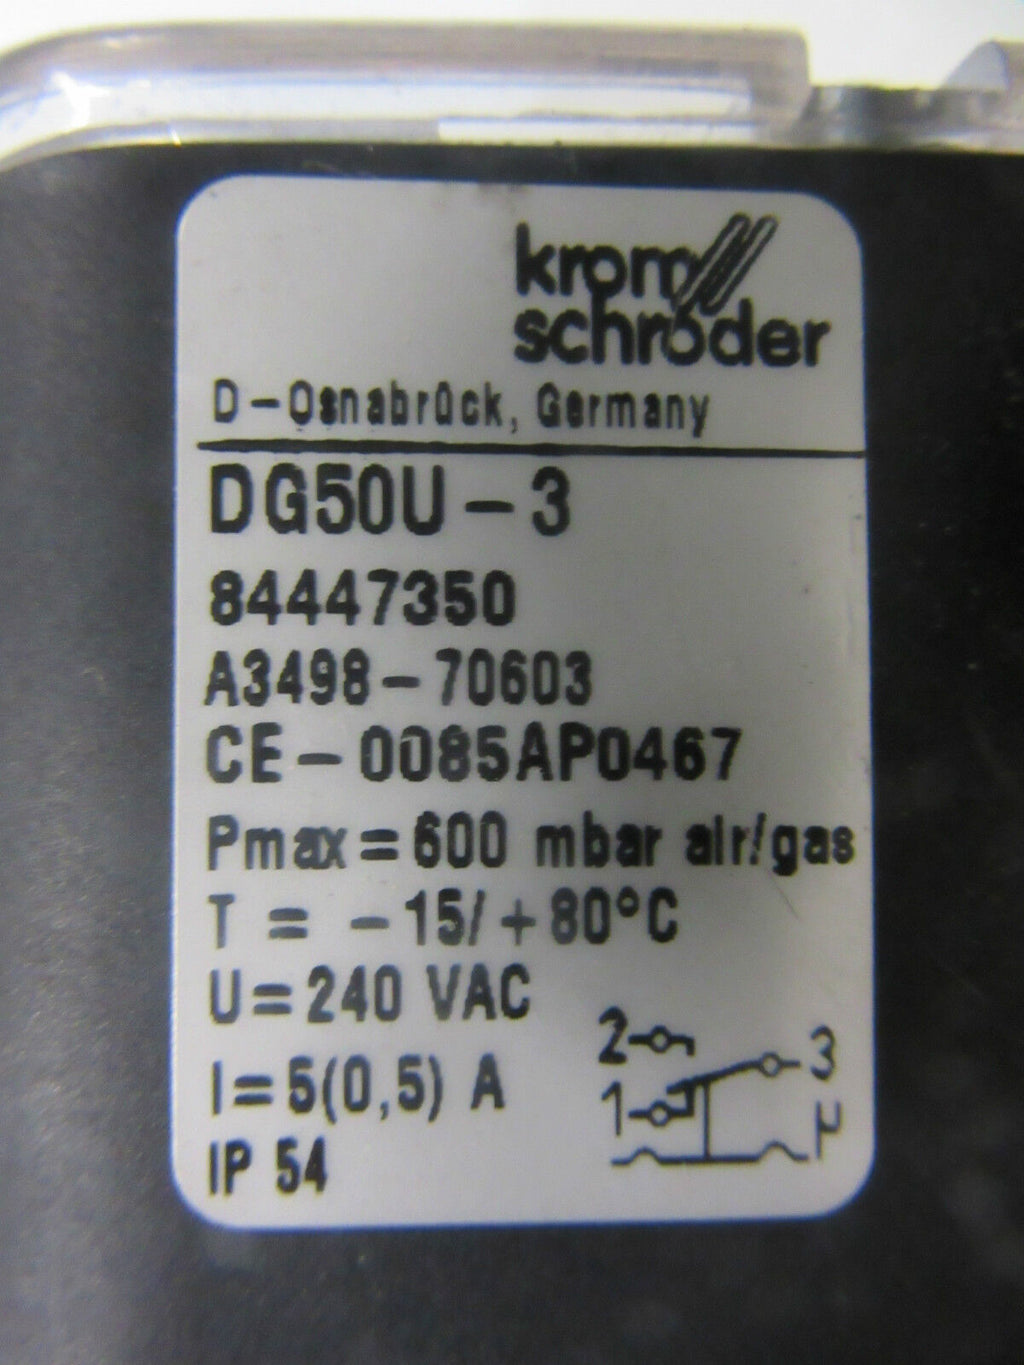 krom//
schröder
D-Osnabrück, Germany
DG50U-3
84447350
A3498-70603
CE-0085AP0467
Pmax=600 mbar air/gas
T = -15/+80°C
U=240 VAC
I=5(0,5) A
IP 54
2
3
1